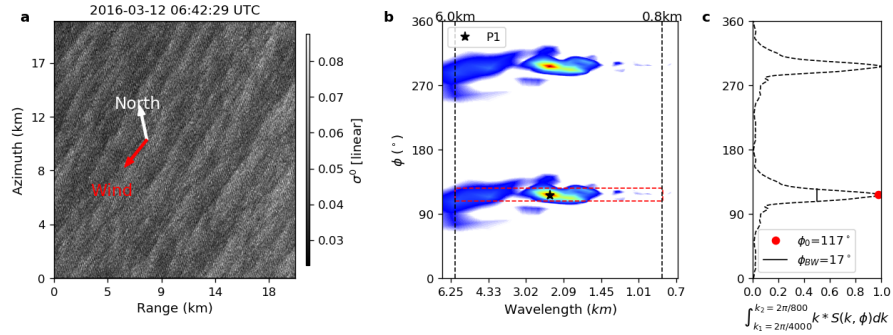 2016-03-12 06:42:29 UTC
a
Azimuth (km)
17
12
8
4
0
North
Wind
0 6 12 18
Range (km)
0.08
0.07
0.06
0.05
0.04
0.03
σ⁰ [linear]
b
6.0km 0.8km
★ P1
ϕ (°)
360
270
180
90
0
6.25 4.33 3.02 2.09 1.45 1.01 0.7
Wavelength (km)
c
360
270
180
90
0
ϕ₀=117°
ϕ_BW=17°
0.0 0.2 0.4 0.6 0.8 1.0
∫_{k₁=2π/4000}^{k₂=2π/800} k*S(k,ϕ)dk